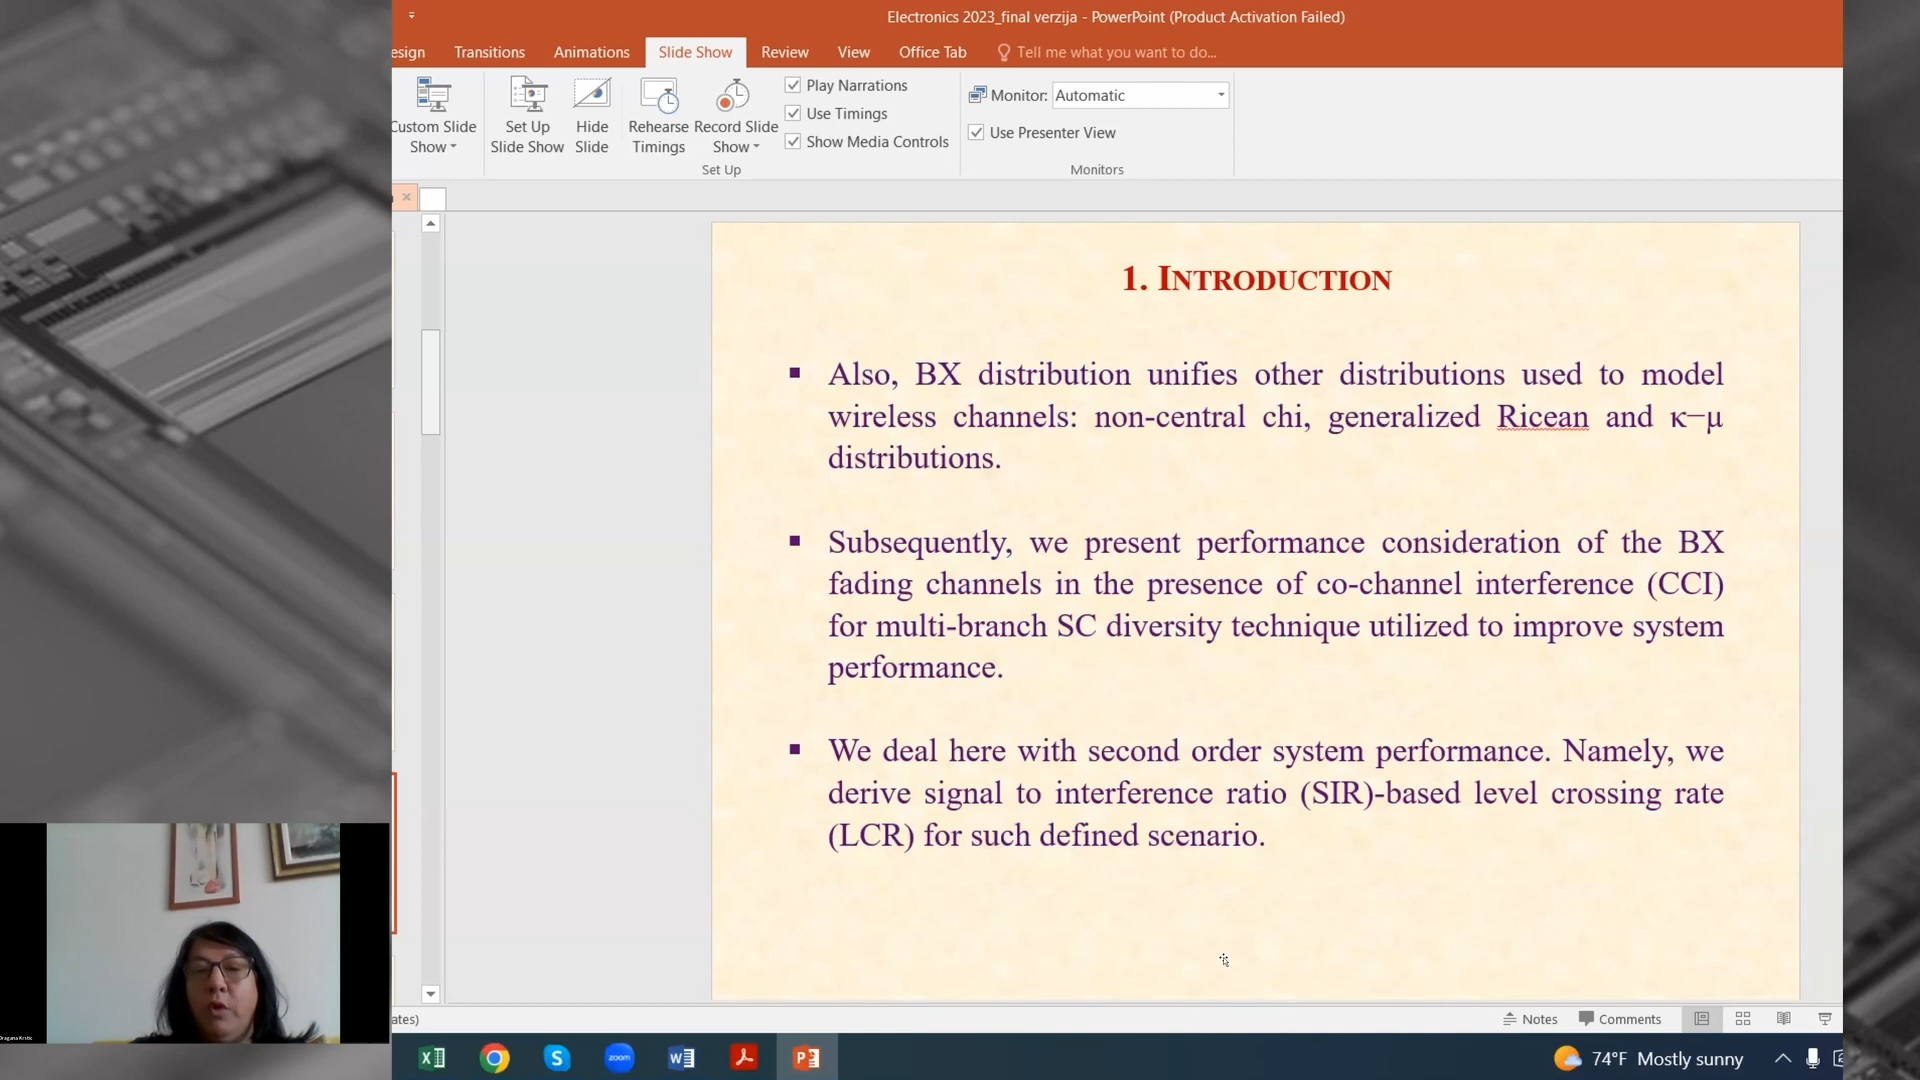 Electronics 2023_final verzija - PowerPoint (Product Activation Failed)
esign Transitions Animations Slide Show Review View Office Tab Tell me what you want to do...
Custom Slide Show
Set Up Slide Show
Hide Slide
Rehearse Timings
Record Slide Show
Play Narrations
Use Timings
Show Media Controls
Set Up
Monitor: Automatic
Use Presenter View
Monitors
1. INTRODUCTION
▪ Also, BX distribution unifies other distributions used to model
wireless channels: non-central chi, generalized Ricean and κ−μ
distributions.
▪ Subsequently, we present performance consideration of the BX
fading channels in the presence of co-channel interference (CCI)
for multi-branch SC diversity technique utilized to improve system
performance.
▪ We deal here with second order system performance. Namely, we
derive signal to interference ratio (SIR)-based level crossing rate
(LCR) for such defined scenario.
Dragana Krstic
ates)
Notes Comments
zoom
74°F Mostly sunny